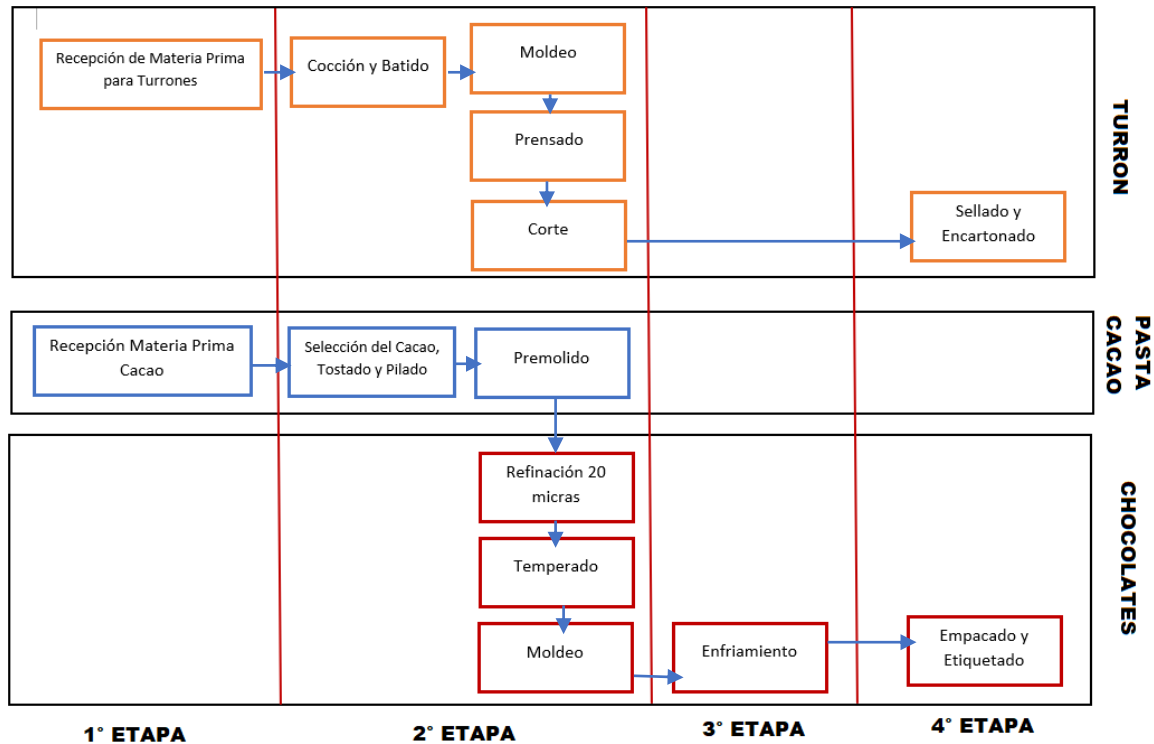 Recepción de Materia Prima
para Turrones
Cocción y Batido
Moldeo
Prensado
Corte
Sellado y
Encartonado
TURRON
Recepción Materia Prima
Cacao
Selección del Cacao,
Tostado y Pilado
Premolido
PASTA
CACAO
Refinación 20
micras
Temperado
Moldeo
Enfriamiento
Empacado y
Etiquetado
CHOCOLATES
1° ETAPA
2° ETAPA
3° ETAPA
4° ETAPA